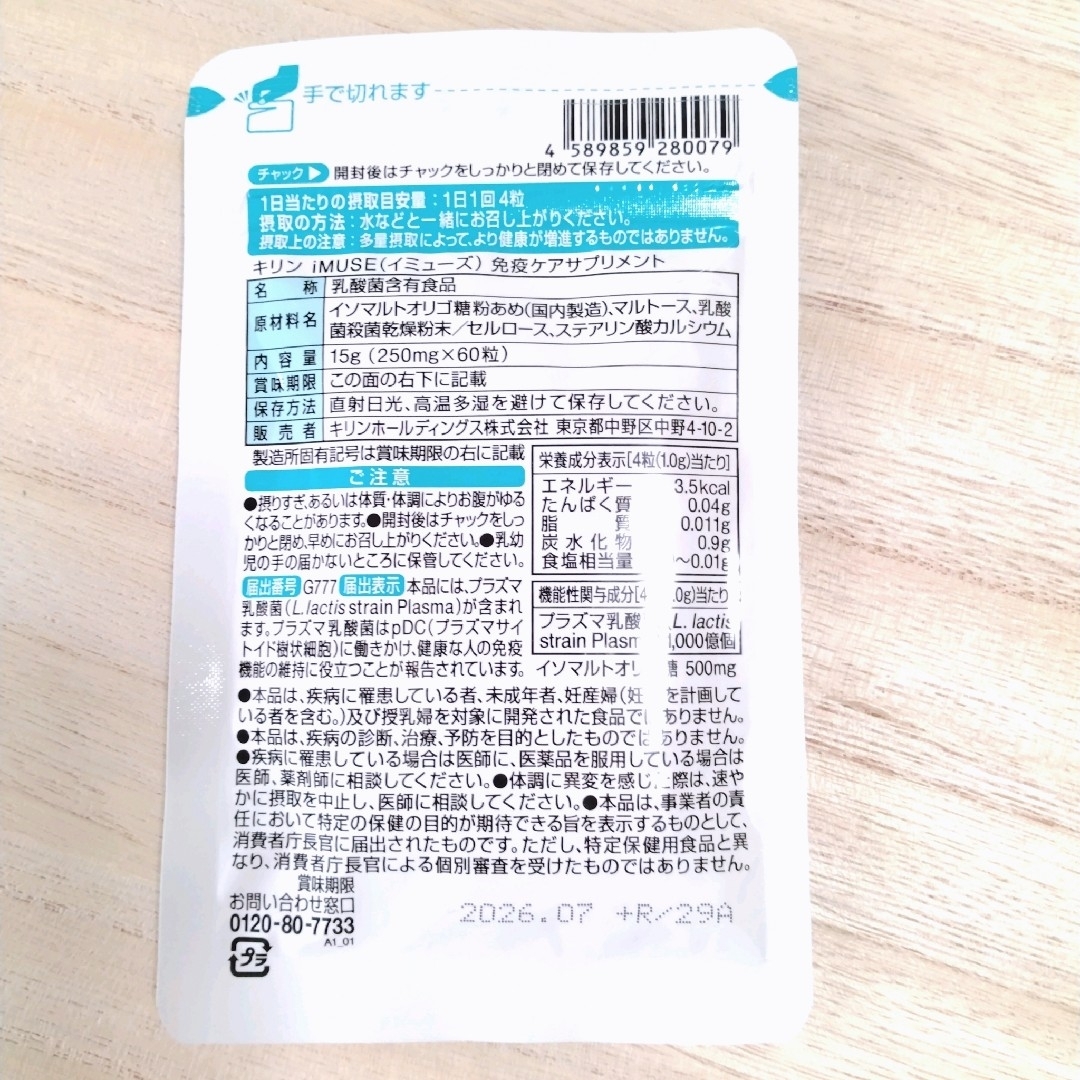 手で切れます
4 589859 280079
チャック 開封後はチャックをしっかりと閉めて保存してください。
1日当たりの摂取目安量:1日1回4粒
摂取の方法:水などと一緒にお召し上がりください。
摂取上の注意:多量摂取によって、より健康が増進するものではありません。
キリン iMUSE(イミューズ) 免疫ケアサプリメント
名称 乳酸菌含有食品
原材料名 イソマルトオリゴ糖粉あめ(国内製造)、マルトース、乳酸
菌殺菌乾燥粉末/セルロース、ステアリン酸カルシウム
内容量 15g(250mg×60粒)
賞味期限 この面の右下に記載
保存方法 直射日光、高温多湿を避けて保存してください。
販売者 キリンホールディングス株式会社 東京都中野区中野4-10-2
製造所固有記号は賞味期限の右に記載
ご注意
●摂りすぎ、あるいは体質・体調によりお腹がゆる
くなることがあります。●開封後はチャックをしっ
かりと閉め、早めにお召し上がりください。●乳幼
児の手の届かないところに保管してください。
届出番号 G777 届出表示 本品には、プラズマ
乳酸菌(L. lactis strain Plasma)が含まれ
ます。プラズマ乳酸菌はpDC(プラズマサイ
トイド樹状細胞)に働きかけ、健康な人の免疫
機能の維持に役立つことが報告されています。
栄養成分表示[4粒(1.0g)当たり]
エネルギー 3.5kcal
たんぱく質 0.04g
脂質 0.011g
炭水化物 0.9g
食塩相当量 ～0.01g
機能性関与成分[4 .0g)当たり
プラズマ乳酸 L. lactis
strain Plasm 1,000億個
イソマルトオリ 糖 500mg
●本品は、疾病に罹患している者、未成年者、妊産婦(妊 を計画して
いる者を含む。)及び授乳婦を対象に開発された食品で ありません。
●本品は、疾病の診断、治療、予防を目的としたものでは ありません。
●疾病に罹患している場合は医師に、医薬品を服用している場合は
医師、薬剤師に相談してください。●体調に異変を感じ 際は、速や
かに摂取を中止し、医師に相談してください。●本品は、事業者の責
任において特定の保健の目的が期待できる旨を表示するものとして、
消費者庁長官に届出されたものです。ただし、特定保健用食品と異
なり、消費者庁長官による個別審査を受けたものではありません。
賞味期限
お問い合わせ窓口
0120-80-7733
A1_01
2026.07 +R/29A
プラ